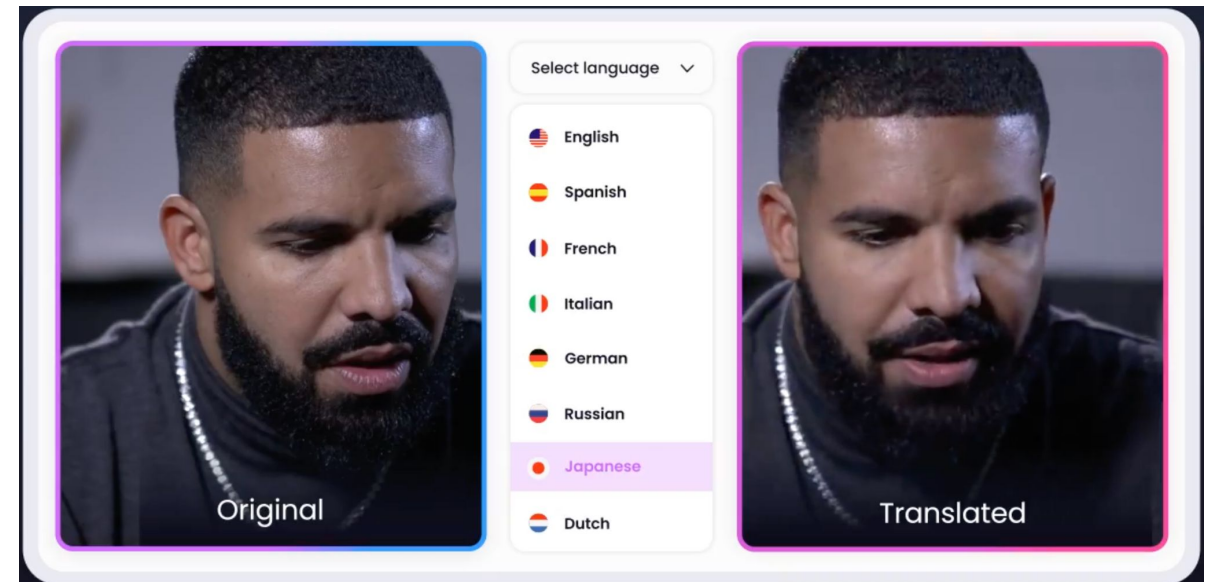 Original
Select language
English
Spanish
French
Italian
German
Russian
Japanese
Dutch
Translated